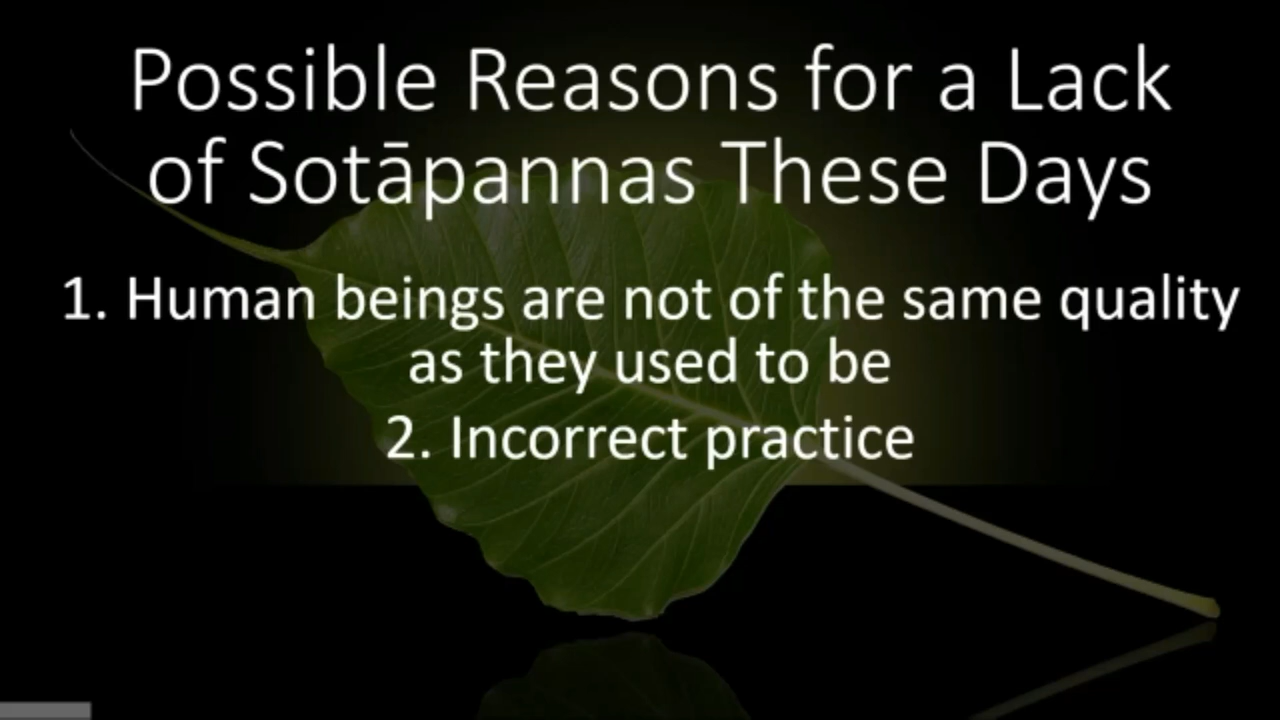 Possible Reasons for a Lack
of Sotāpannas These Days
1. Human beings are not of the same quality
as they used to be
2. Incorrect practice